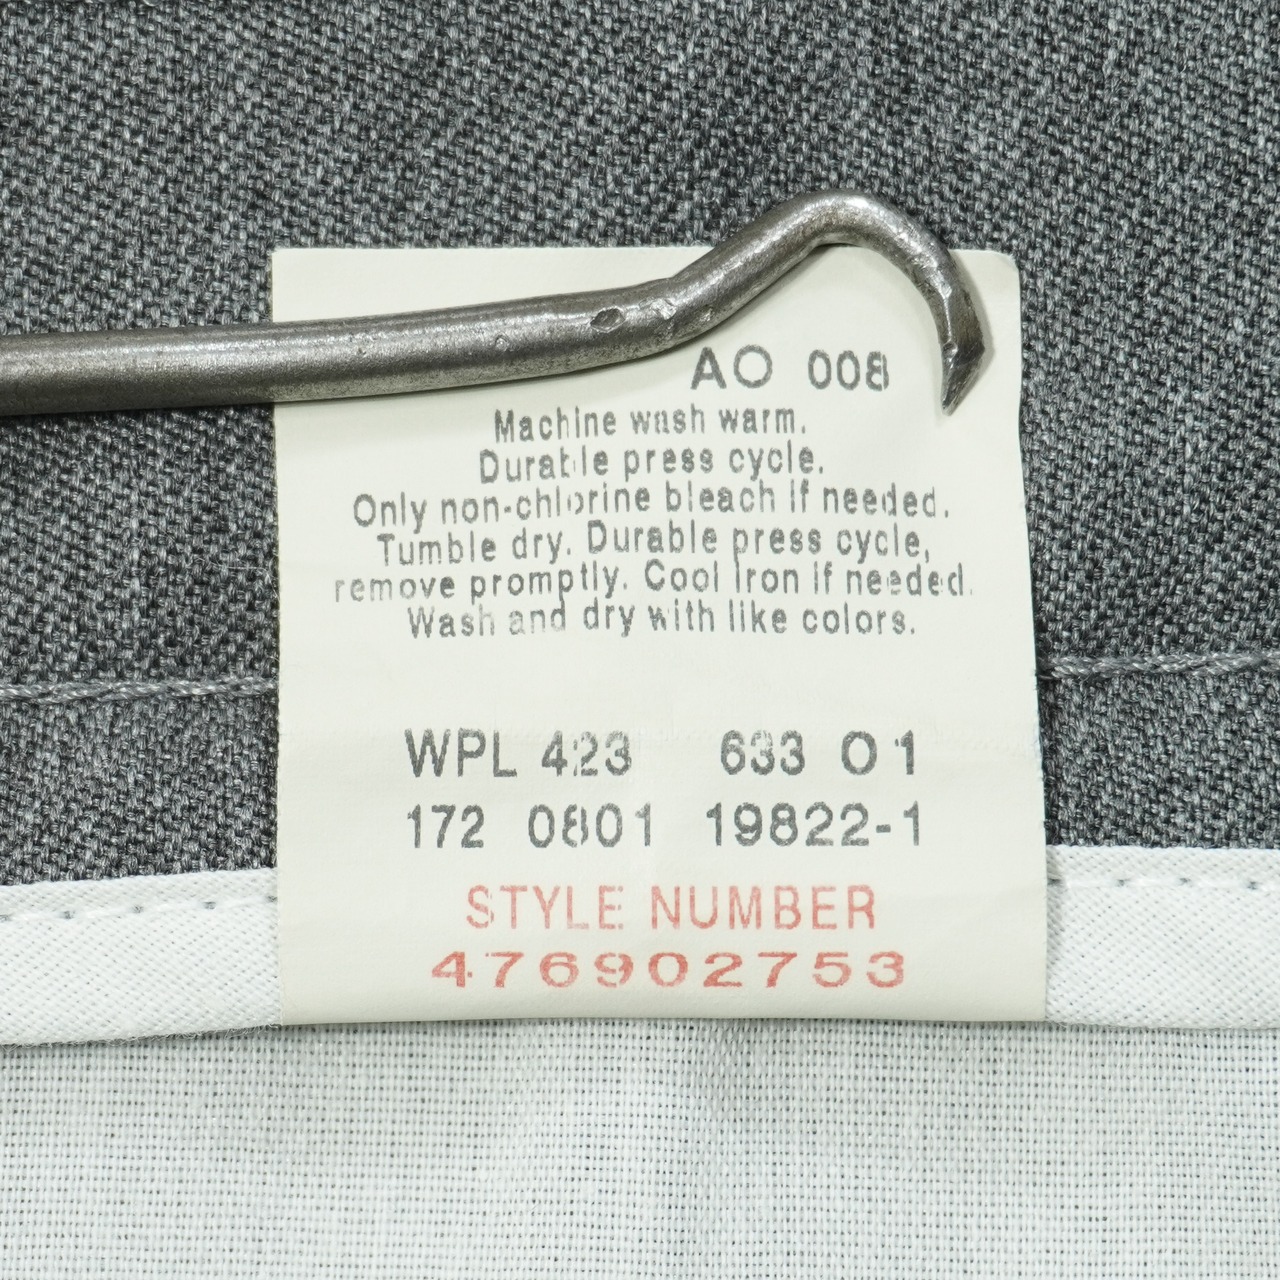 AO 008
Machine wash warm.
Durable press cycle.
Only non-chlorine bleach if needed.
Tumble dry. Durable press cycle,
remove promptly. Cool iron if needed.
Wash and dry with like colors.
WPL 423 633 01
172 0801 19822-1
STYLE NUMBER
476902753